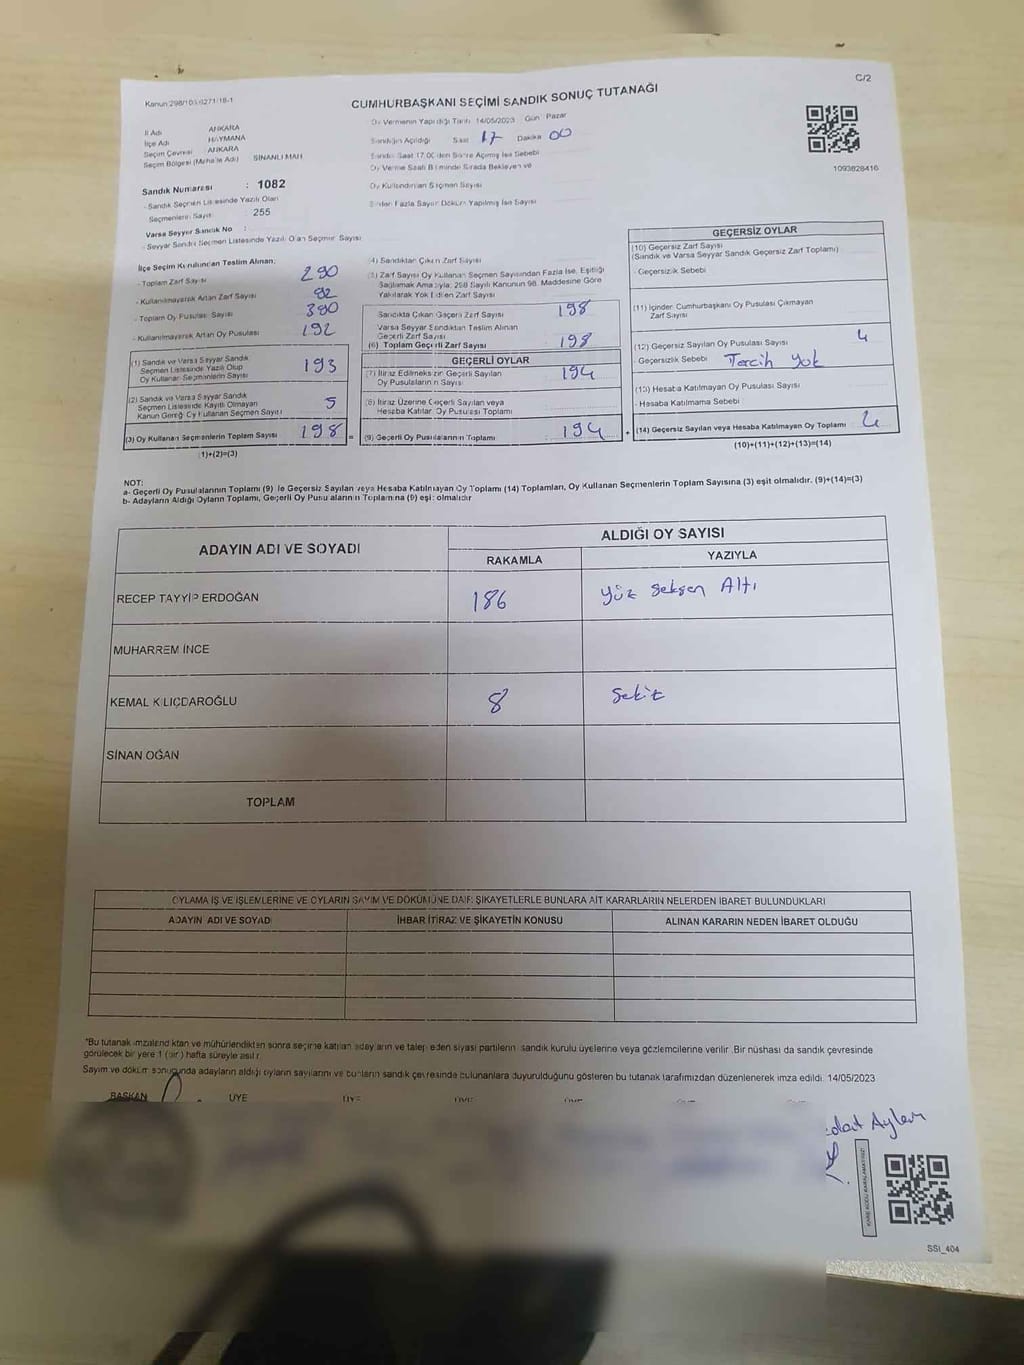 C/2
Kanun:298/103,6271/18-1
CUMHURBAŞKANI SEÇİMİ SANDIK SONUÇ TUTANAĞI
İl Adı ANKARA
İlçe Adı HAYMANA
Seçim Çevresi ANKARA
Seçim Bölgesi (Mahalle Adı) SİNANLI MAH
Sandık Numarası : 1082
- Sandık Seçmen Listesinde Yazılı Olan
Seçmenlerin Sayısı 255
Varsa Seyyar Sandık No :
- Seyyar Sandık Seçmen Listesinde Yazılı Olan Seçmen Sayısı
Oy Vermenin Yapıldığı Tarih 14/05/2023 Gün Pazar
Sandığın Açıldığı Saat 17 Dakika 00
Sandık Saat 17.00'den Sonra Açılmış İse Sebebi
Oy Verme Saati Bitiminde Sırada Bekleyen ve
Oy Kullandırılan Seçmen Sayısı
Birden Fazla Sayım Döküm Yapılmış İse Sayısı
1093828416
İlçe Seçim Kurulundan Teslim Alınan;
- Toplam Zarf Sayısı 290
- Kullanılmayarak Artan Zarf Sayısı 92
- Toplam Oy Pusulası Sayısı 390
- Kullanılmayarak Artan Oy Pusulası 192
(1) Sandık ve Varsa Seyyar Sandık
Seçmen Listesinde Yazılı Olup
Oy Kullanan Seçmenlerin Sayısı 193
(2) Sandık ve Varsa Seyyar Sandık
Seçmen Listesinde Kayıtlı Olmayan
Kanun Gereği Oy Kullanan Seçmen Sayısı 5
(3) Oy Kullanan Seçmenlerin Toplam Sayısı 198 =
(1)+(2)=(3)
(4) Sandıktan Çıkan Zarf Sayısı
(5) Zarf Sayısı Oy Kullanan Seçmen Sayısından Fazla İse, Eşitliği
Sağlamak Amacıyla; 298 Sayılı Kanunun 98. Maddesine Göre
Yakılarak Yok Edilen Zarf Sayısı
Sandıkta Çıkan Geçerli Zarf Sayısı 198
Varsa Seyyar Sandıktan Teslim Alınan
Geçerli Zarf Sayısı
(6) Toplam Geçerli Zarf Sayısı 198
GEÇERLİ OYLAR
(7) İtiraz Edilmeksizin Geçerli Sayılan
Oy Pusulalarının Sayısı 194
(8) İtiraz Üzerine Geçerli Sayılan veya
Hesaba Katılan Oy Pusulası Toplamı
(9) Geçerli Oy Pusulalarının Toplamı 194 +
GEÇERSİZ OYLAR
(10) Geçersiz Zarf Sayısı
(Sandık ve Varsa Seyyar Sandık Geçersiz Zarf Toplamı)
- Geçersizlik Sebebi
(11) İçinden Cumhurbaşkanı Oy Pusulası Çıkmayan
Zarf Sayısı
(12) Geçersiz Sayılan Oy Pusulası Sayısı 4
- Geçersizlik Sebebi Tercih yok
(13) Hesaba Katılmayan Oy Pusulası Sayısı
- Hesaba Katılmama Sebebi
(14) Geçersiz Sayılan veya Hesaba Katılmayan Oy Toplamı 4
(10)+(11)+(12)+(13)=(14)
NOT:
a- Geçerli Oy Pusulalarının Toplamı (9) ile Geçersiz Sayılan veya Hesaba Katılmayan Oy Toplamı (14) Toplamları, Oy Kullanan Seçmenlerin Toplam Sayısına (3) eşit olmalıdır. (9)+(14)=(3)
b- Adayların Aldığı Oyların Toplamı, Geçerli Oy Pusulalarının Toplamına (9) eşit olmalıdır
ADAYIN ADI VE SOYADI ALDIĞI OY SAYISI
RAKAMLA YAZIYLA
RECEP TAYYİP ERDOĞAN 186 Yüz seksen Altı
MUHARREM İNCE
KEMAL KILIÇDAROĞLU 8 Sekiz
SİNAN OĞAN
TOPLAM
OYLAMA İŞ VE İŞLEMLERİNE VE OYLARIN SAYIM VE DÖKÜMÜNE DAİR ŞİKAYETLERLE BUNLARA AİT KARARLARIN NELERDEN İBARET BULUNDUKLARI
ADAYIN ADI VE SOYADI İHBAR İTİRAZ VE ŞİKAYETİN KONUSU ALINAN KARARIN NEDEN İBARET OLDUĞU
*Bu tutanak imzalandıktan ve mühürlendikten sonra seçime katılan adayların ve talep eden siyasi partilerin sandık kurulu üyelerine veya gözlemcilerine verilir. Bir nüshası da sandık çevresinde
görülecek bir yere 1 (bir) hafta süreyle asılır.
Sayım ve döküm sonuçunda adayların aldığı oyların sayılarını ve bunların sandık çevresinde bulunanlara duyurulduğunu gösteren bu tutanak tarafımızdan düzenlenerek imza edildi. 14/05/2023
BAŞKAN ÜYE ÜYE ÜYE ÜYE
KARE KODU KARALAMAYINIZ!
SSI_404